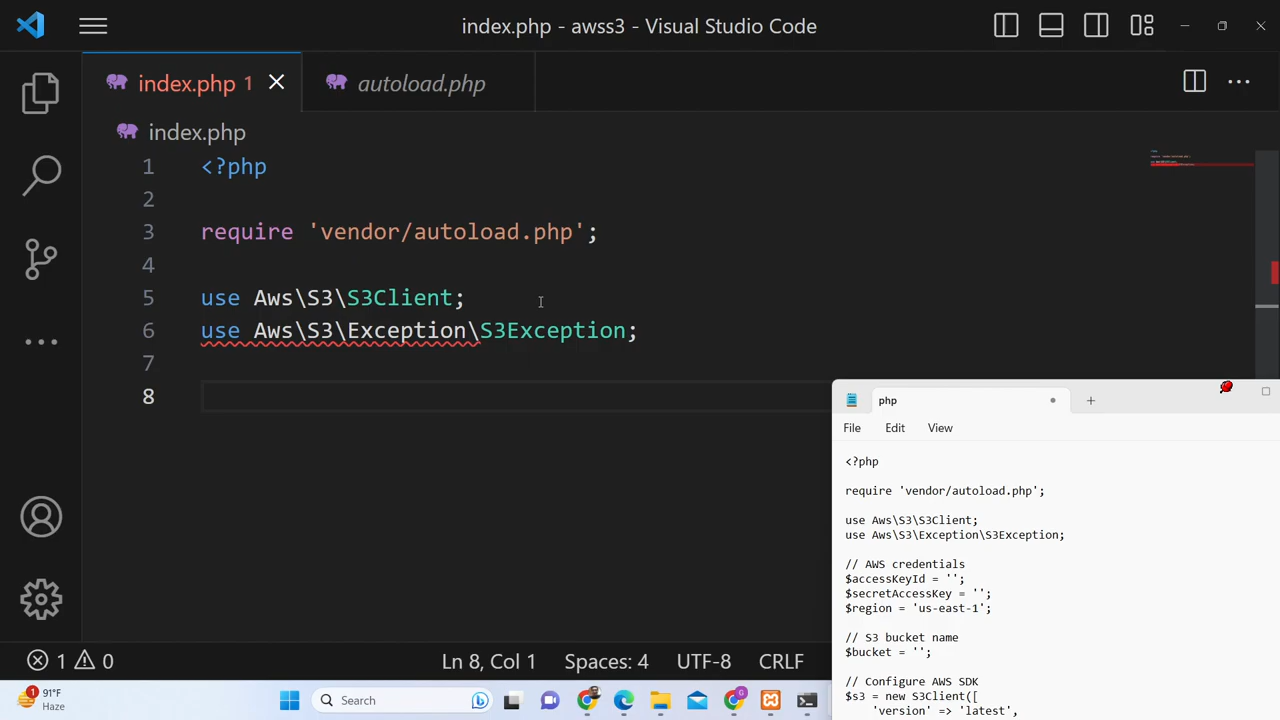 index.php - awss3 - Visual Studio Code
index.php 1
autoload.php
index.php
1 <?php
2
3 require 'vendor/autoload.php';
4
5 use Aws\S3\S3Client;
6 use Aws\S3\Exception\S3Exception;
7
8
php
File Edit View
<?php
require 'vendor/autoload.php';
use Aws\S3\S3Client;
use Aws\S3\Exception\S3Exception;
// AWS credentials
$accessKeyId = '';
$secretAccessKey = '';
$region = 'us-east-1';
// S3 bucket name
$bucket = '';
// Configure AWS SDK
$s3 = new S3Client([
'version' => 'latest',
1 0
Ln 8, Col 1 Spaces: 4 UTF-8 CRLF
1
91°F
Haze
Search